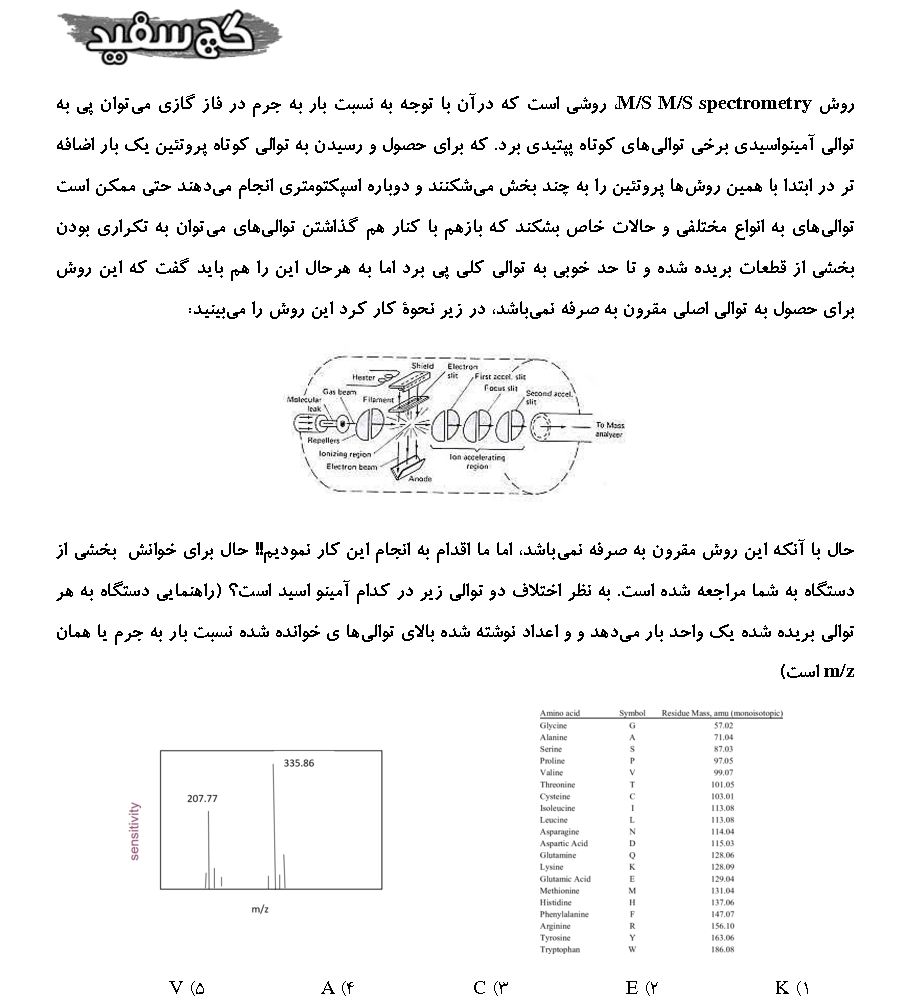 گچ سفید
روش M/S M/S spectrometry، روشی است که درآن با توجه به نسبت بار به جرم در فاز گازی می‌توان پی به
توالی آمینواسیدی برخی توالی‌های کوتاه پپتیدی برد. که برای حصول و رسیدن به توالی کوتاه پروتئین یک بار اضافه
تر در ابتدا با همین روش‌ها پروتئین را به چند بخش می‌شکنند و دوباره اسپکتومتری انجام می‌دهند حتی ممکن است
توالی‌های به انواع مختلفی و حالات خاص بشکند که بازهم با کنار هم گذاشتن توالی‌های می‌توان به تکراری بودن
بخشی از قطعات بریده شده و تا حد خوبی به توالی کلی پی برد اما به هرحال این را هم باید گفت که این روش
برای حصول به توالی اصلی مقرون به صرفه نمی‌باشد، در زیر نحوۀ کار کرد این روش را می‌بینید:
Shield
Electron slit
Heater
First accel. slit
Focus slit
Gas beam
Filament
Second accel. slit
Molecular leak
To Mass analyzer
Repellers
Ionizing region
Ion accelerating region
Electron beam
Anode
حال با آنکه این روش مقرون به صرفه نمی‌باشد، اما ما اقدام به انجام این کار نمودیم!! حال برای خوانش بخشی از
دستگاه به شما مراجعه شده است. به نظر اختلاف دو توالی زیر در کدام آمینو اسید است؟ (راهنمایی دستگاه به هر
توالی بریده شده یک واحد بار می‌دهد و و اعداد نوشته شده بالای توالی‌ها ی خوانده شده نسبت بار به جرم یا همان
m/z است)
Amino acid Symbol Residue Mass, amu (monoisotopic)
Glycine G 57.02
Alanine A 71.04
Serine S 87.03
Proline P 97.05
Valine V 99.07
Threonine T 101.05
Cysteine C 103.01
Isoleucine I 113.08
Leucine L 113.08
Asparagine N 114.04
Aspartic Acid D 115.03
Glutamine Q 128.06
Lysine K 128.09
Glutamic Acid E 129.04
Methionine M 131.04
Histidine H 137.06
Phenylalanine F 147.07
Arginine R 156.10
Tyrosine Y 163.06
Tryptophan W 186.08
335.86
207.77
sensitivity
m/z
۱) K ۲) E ۳) C ۴) A ۵) V